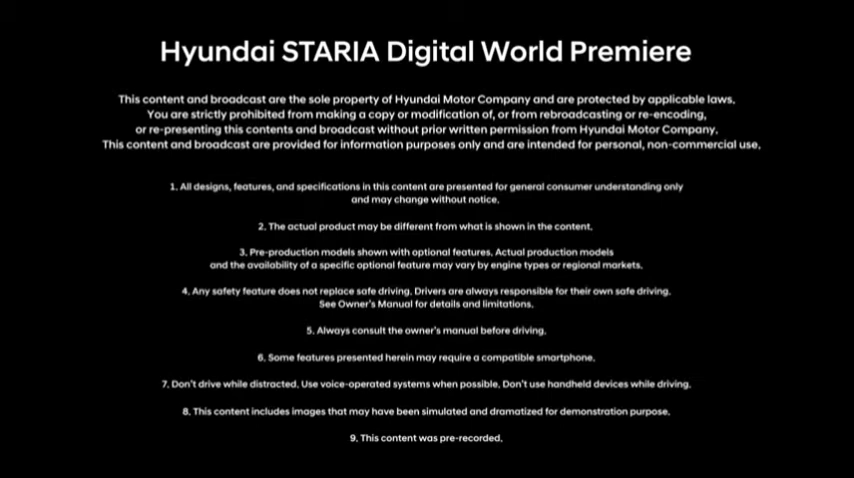 Hyundai STARIA Digital World Premiere
This content and broadcast are the sole property of Hyundai Motor Company and are protected by applicable laws.
You are strictly prohibited from making a copy or modification of, or from rebroadcasting or re-encoding,
or re-presenting this contents and broadcast without prior written permission from Hyundai Motor Company.
This content and broadcast are provided for information purposes only and are intended for personal, non-commercial use.
1. All designs, features, and specifications in this content are presented for general consumer understanding only
and may change without notice.
2. The actual product may be different from what is shown in the content.
3. Pre-production models shown with optional features. Actual production models
and the availability of a specific optional feature may vary by engine types or regional markets.
4. Any safety feature does not replace safe driving. Drivers are always responsible for their own safe driving.
See Owner's Manual for details and limitations.
5. Always consult the owner's manual before driving.
6. Some features presented herein may require a compatible smartphone.
7. Don't drive while distracted. Use voice-operated systems when possible. Don't use handheld devices while driving.
8. This content includes images that may have been simulated and dramatized for demonstration purpose.
9. This content was pre-recorded.